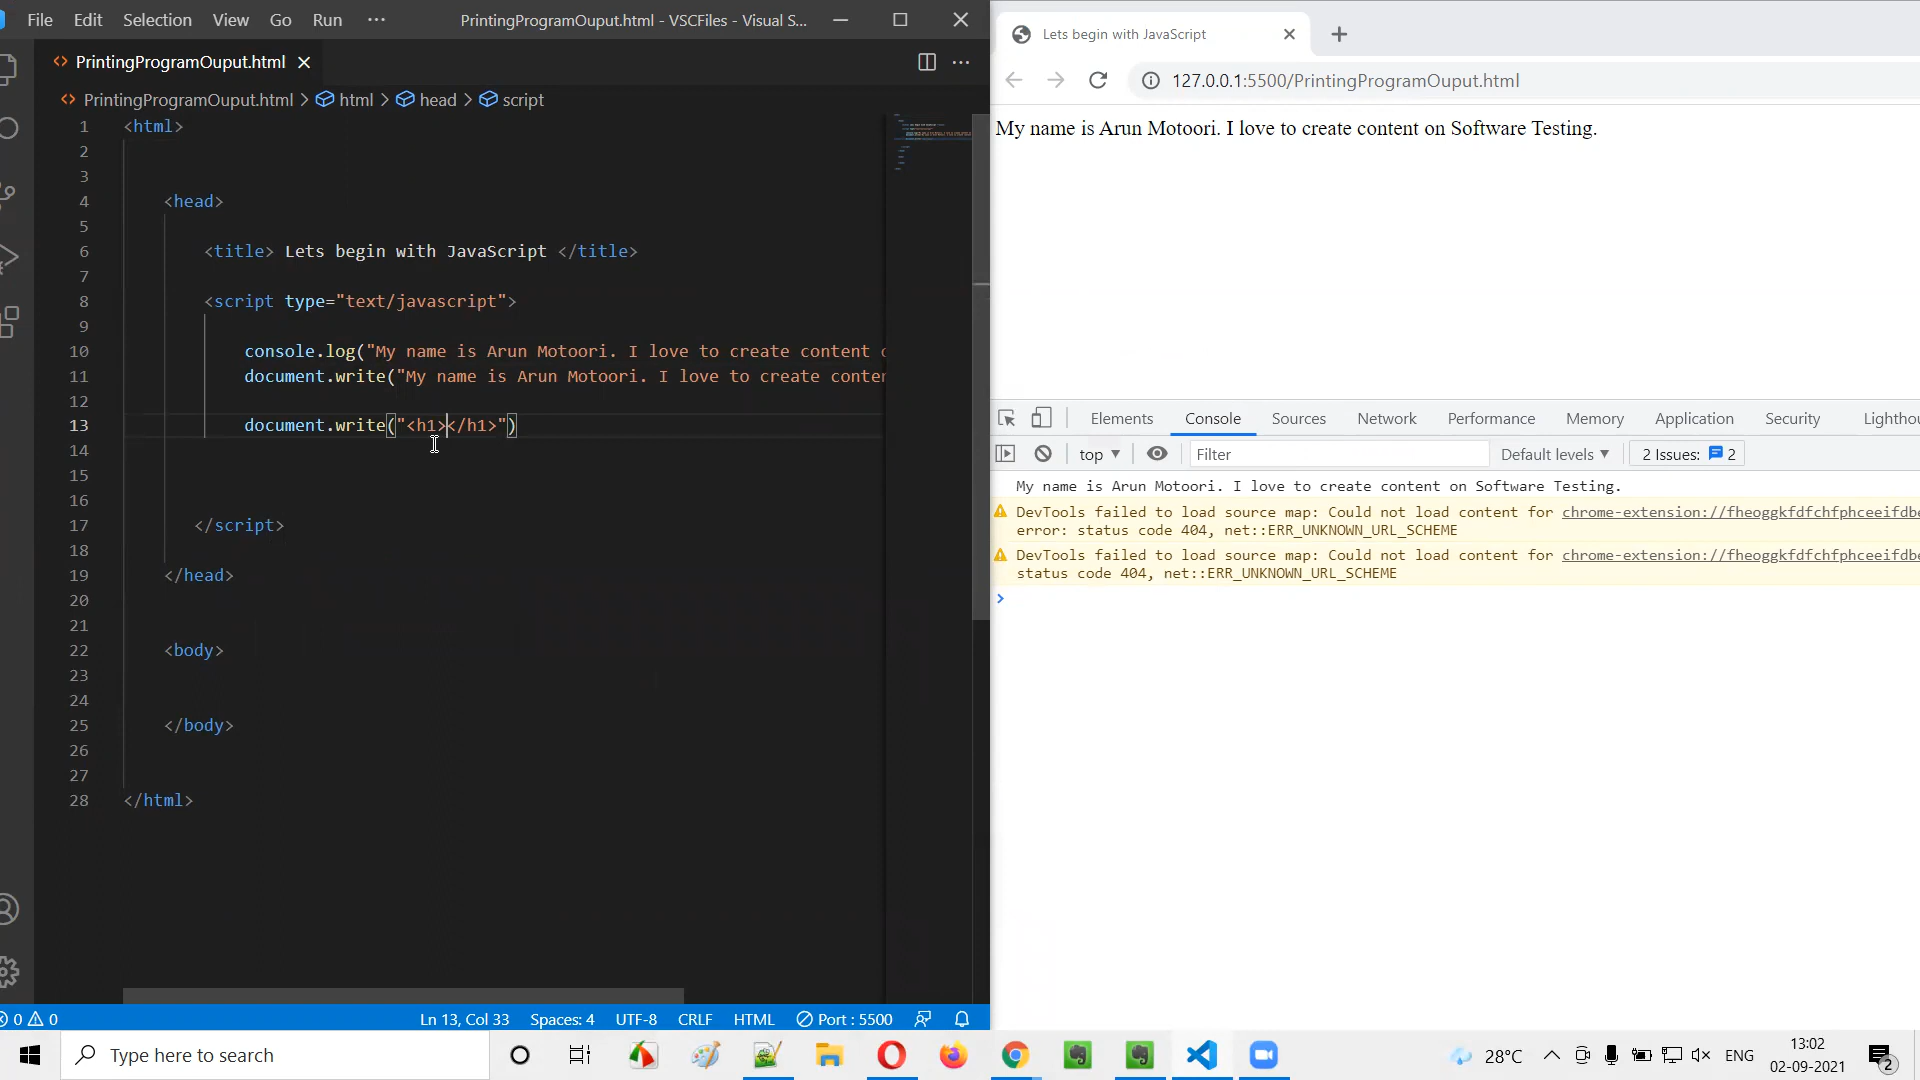 File Edit Selection View Go Run ··· PrintingProgramOuput.html - VSCFiles - Visual S...
PrintingProgramOuput.html
PrintingProgramOuput.html > html > head > script
1 <html>
2
3
4 <head>
5
6 <title> Lets begin with JavaScript </title>
7
8 <script type="text/javascript">
9
10 console.log("My name is Arun Motoori. I love to create content
11 document.write("My name is Arun Motoori. I love to create conten
12
13 document.write("<h1></h1>")
14
15
16
17 </script>
18
19 </head>
20
21
22 <body>
23
24
25 </body>
26
27
28 </html>
0 0 Ln 13, Col 33 Spaces: 4 UTF-8 CRLF HTML Port : 5500
Lets begin with JavaScript
127.0.0.1:5500/PrintingProgramOuput.html
My name is Arun Motoori. I love to create content on Software Testing.
Elements Console Sources Network Performance Memory Application Security Lightho
top Filter Default levels 2 Issues: 2
My name is Arun Motoori. I love to create content on Software Testing.
DevTools failed to load source map: Could not load content for chrome-extension://fheoggkfdfchfphceeifdbe
error: status code 404, net::ERR_UNKNOWN_URL_SCHEME
DevTools failed to load source map: Could not load content for chrome-extension://fheoggkfdfchfphceeifdbe
status code 404, net::ERR_UNKNOWN_URL_SCHEME
>
Type here to search
28°C ENG
13:02
02-09-2021
2